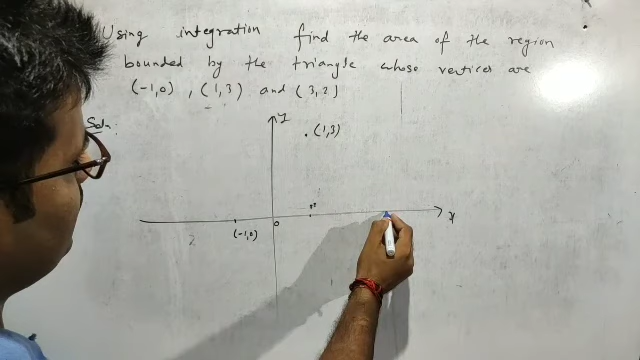 Using integration find the area of the region
bounded by the triangle whose vertices are
(-1,0), (1,3) and (3,2)
Soln:
y
(1,3)
x
(-1,0)
0